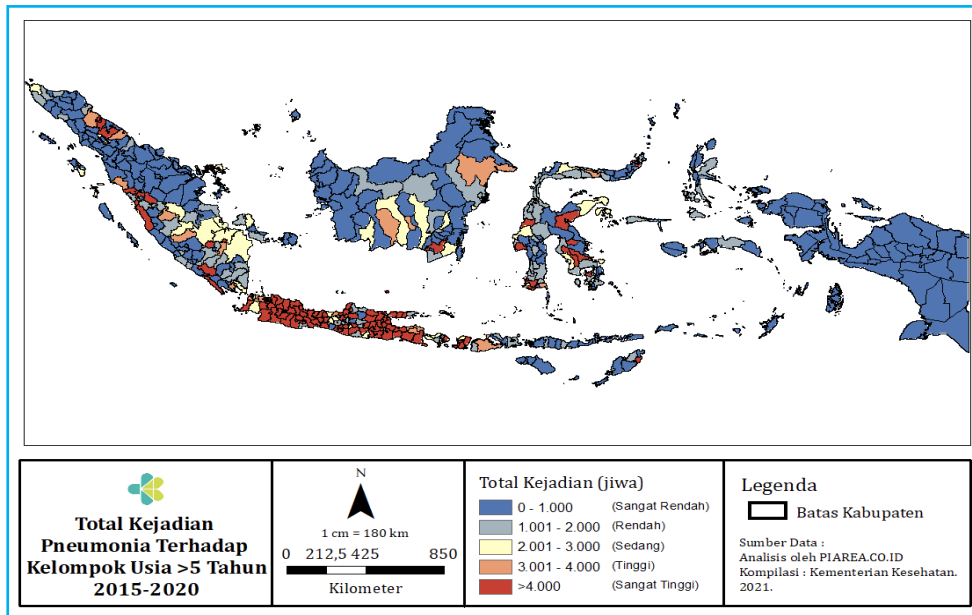 Total Kejadian
Pneumonia Terhadap
Kelompok Usia >5 Tahun
2015-2020
N
1 cm = 180 km
0 212,5 425 850
Kilometer
Total Kejadian (jiwa)
0 - 1.000 (Sangat Rendah)
1.001 - 2.000 (Rendah)
2.001 - 3.000 (Sedang)
3.001 - 4.000 (Tinggi)
>4.000 (Sangat Tinggi)
Legenda
Batas Kabupaten
Sumber Data :
Analisis oleh PIAREA.CO.ID
Kompilasi : Kementerian Kesehatan.
2021.